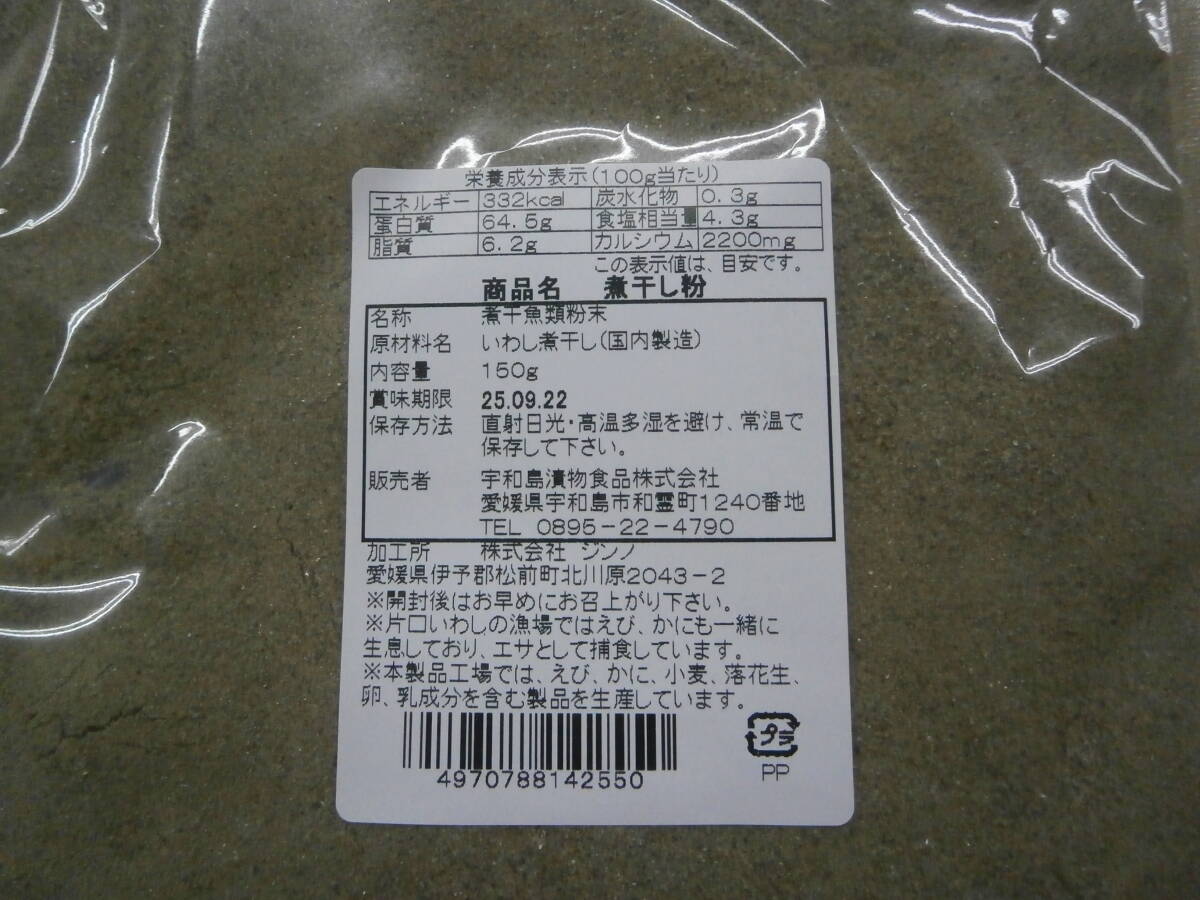 栄養成分表示(100g当たり)
エネルギー 332kcal 炭水化物 0.3g
蛋白質 64.5g 食塩相当量 4.3g
脂質 6.2g カルシウム 2200mg
この表示値は、目安です。
商品名 煮干し粉
名称 煮干魚類粉末
原材料名 いわし煮干し(国内製造)
内容量 150g
賞味期限 25.09.22
保存方法 直射日光・高温多湿を避け、常温で
保存して下さい。
販売者 宇和島漬物食品株式会社
愛媛県宇和島市和霊町1240番地
TEL 0895-22-4790
加工所 株式会社 ジンノ
愛媛県伊予郡松前町北川原2043-2
※開封後はお早めにお召上がり下さい。
※片口いわしの漁場ではえび、かにも一緒に
生息しており、エサとして捕食しています。
※本製品工場では、えび、かに、小麦、落花生、
卵、乳成分を含む製品を生産しています。
4970788142550
プラ
PP